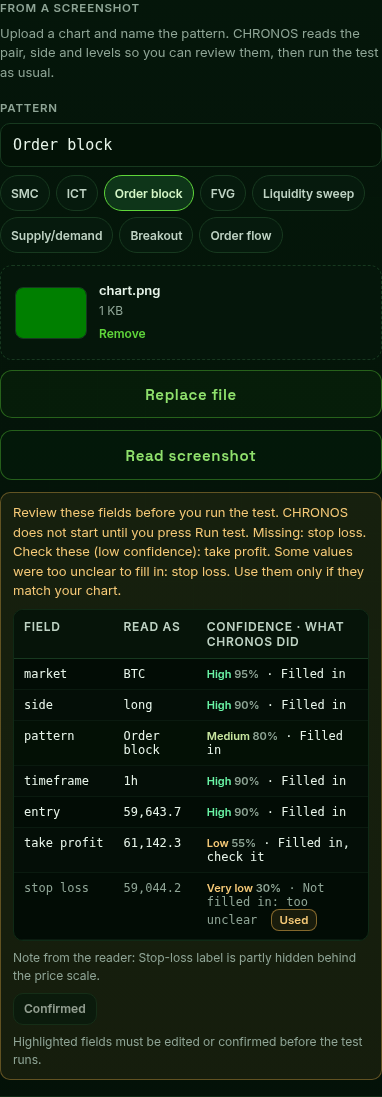 FROM A SCREENSHOT
Upload a chart and name the pattern. CHRONOS reads the
pair, side and levels so you can review them, then run the test
as usual.
PATTERN
Order block
SMC ICT Order block FVG Liquidity sweep
Supply/demand Breakout Order flow
chart.png
1 KB
Remove
Replace file
Read screenshot
Review these fields before you run the test. CHRONOS
does not start until you press Run test. Missing: stop loss.
Check these (low confidence): take profit. Some values
were too unclear to fill in: stop loss. Use them only if they
match your chart.
FIELD READ AS CONFIDENCE · WHAT
CHRONOS DID
market BTC High 95% · Filled in
side long High 90% · Filled in
pattern Order Medium 80% · Filled
block in
timeframe 1h High 90% · Filled in
entry 59,643.7 High 90% · Filled in
take profit 61,142.3 Low 55% · Filled in,
check it
stop loss 59,044.2 Very low 30% · Not
filled in: too
unclear Used
Note from the reader: Stop-loss label is partly hidden behind
the price scale.
Confirmed
Highlighted fields must be edited or confirmed before the test
runs.